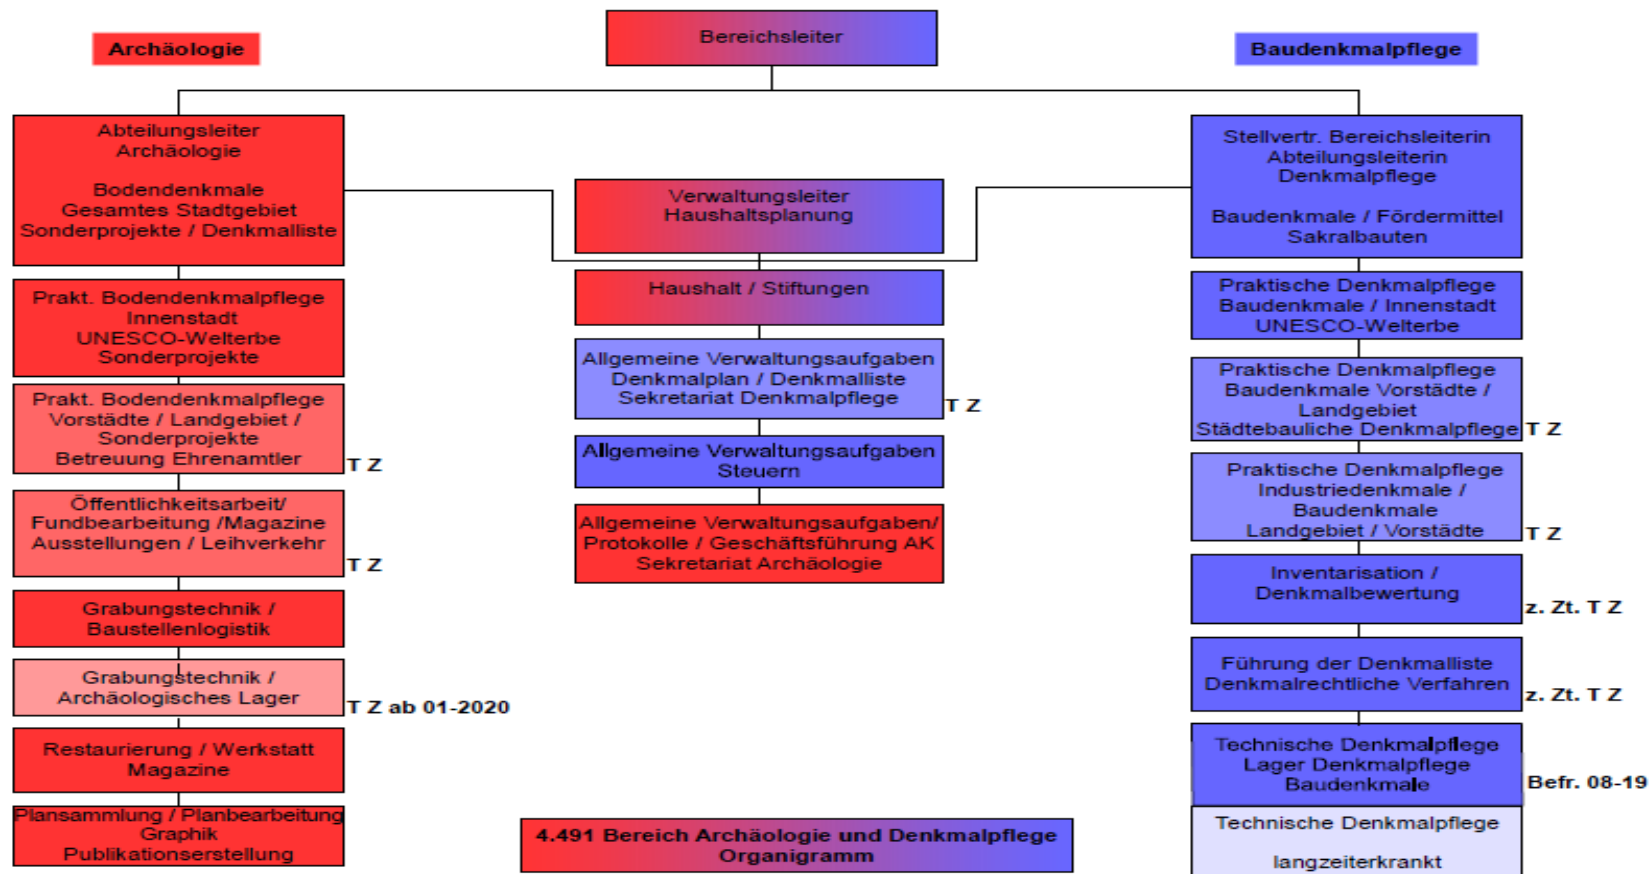 Bereichsleiter
Archäologie
Baudenkmalpflege
Abteilungsleiter
Archäologie
Bodendenkmale
Gesamtes Stadtgebiet
Sonderprojekte / Denkmalliste
Prakt. Bodendenkmalpflege
Innenstadt
UNESCO-Welterbe
Sonderprojekte
Prakt. Bodendenkmalpflege
Vorstädte / Landgebiet /
Sonderprojekte
Betreuung Ehrenamtler
T Z
Öffentlichkeitsarbeit/
Fundbearbeitung /Magazine
Ausstellungen / Leihverkehr
T Z
Grabungstechnik /
Baustellenlogistik
Grabungstechnik /
Archäologisches Lager
T Z ab 01-2020
Restaurierung / Werkstatt
Magazine
Plansammlung / Planbearbeitung
Graphik
Publikationserstellung
Verwaltungsleiter
Haushaltsplanung
Haushalt / Stiftungen
Allgemeine Verwaltungsaufgaben
Denkmalplan / Denkmalliste
Sekretariat Denkmalpflege
T Z
Allgemeine Verwaltungsaufgaben
Steuern
Allgemeine Verwaltungsaufgaben/
Protokolle / Geschäftsführung AK
Sekretariat Archäologie
4.491 Bereich Archäologie und Denkmalpflege
Organigramm
Stellvertr. Bereichsleiterin
Abteilungsleiterin
Denkmalpflege
Baudenkmale / Fördermittel
Sakralbauten
Praktische Denkmalpflege
Baudenkmale / Innenstadt
UNESCO-Welterbe
Praktische Denkmalpflege
Baudenkmale Vorstädte /
Landgebiet
Städtebauliche Denkmalpflege
T Z
Praktische Denkmalpflege
Industriedenkmale /
Baudenkmale
Landgebiet / Vorstädte
T Z
Inventarisation /
Denkmalbewertung
z. Zt. T Z
Führung der Denkmalliste
Denkmalrechtliche Verfahren
z. Zt. T Z
Technische Denkmalpflege
Lager Denkmalpflege
Baudenkmale
Befr. 08-19
Technische Denkmalpflege
langzeiterkrankt